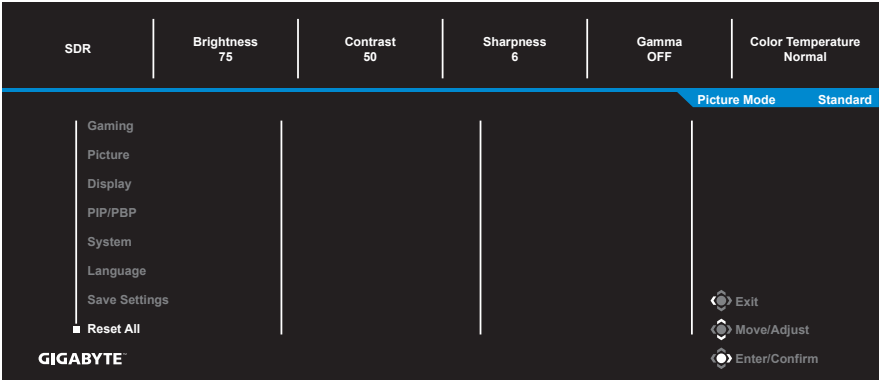 SDR
Brightness
75
Contrast
50
Sharpness
6
Gamma
OFF
Color Temperature
Normal
Picture Mode Standard
Gaming
Picture
Display
PIP/PBP
System
Language
Save Settings
Reset All
Exit
Move/Adjust
Enter/Confirm
GIGABYTE™